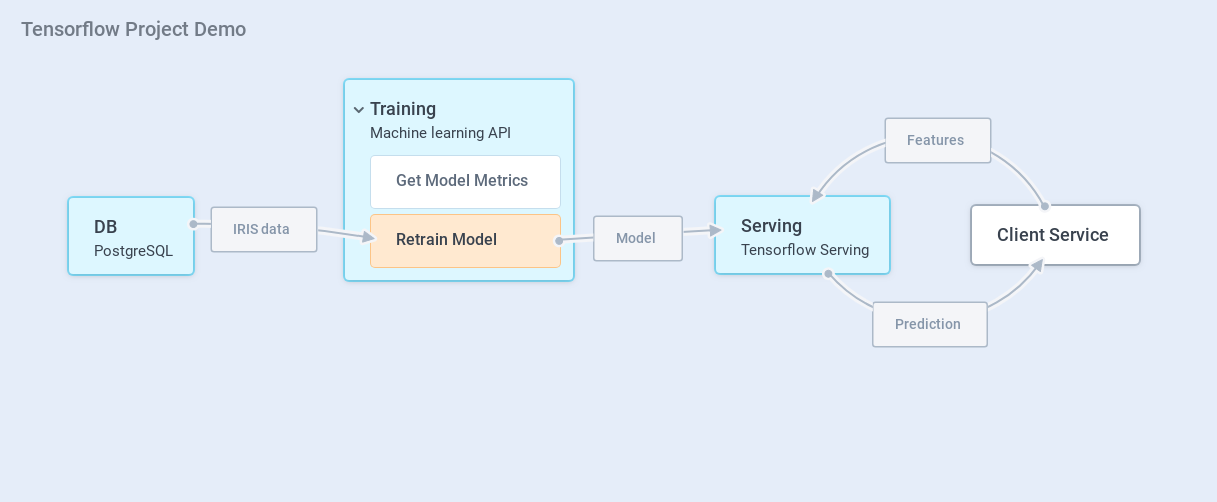 Tensorflow Project Demo
DB
PostgreSQL
IRIS data
Training
Machine learning API
Get Model Metrics
Retrain Model
Model
Serving
Tensorflow Serving
Features
Client Service
Prediction